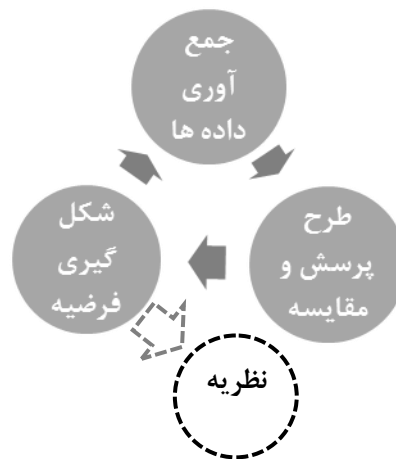 جمع
آوری
داده ها
طرح
پرسش و
مقایسه
شکل
گیری
فرضیه
نظریه